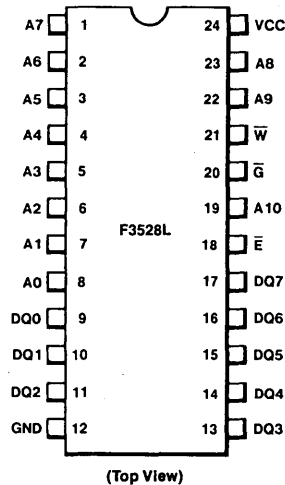 A7 1 24 VCC
A6 2 23 A8
A5 3 22 A9
A4 4 21 W̅
A3 5 20 G̅
A2 6 19 A10
F3528L
A1 7 18 E̅
A0 8 17 DQ7
DQ0 9 16 DQ6
DQ1 10 15 DQ5
DQ2 11 14 DQ4
GND 12 13 DQ3
(Top View)